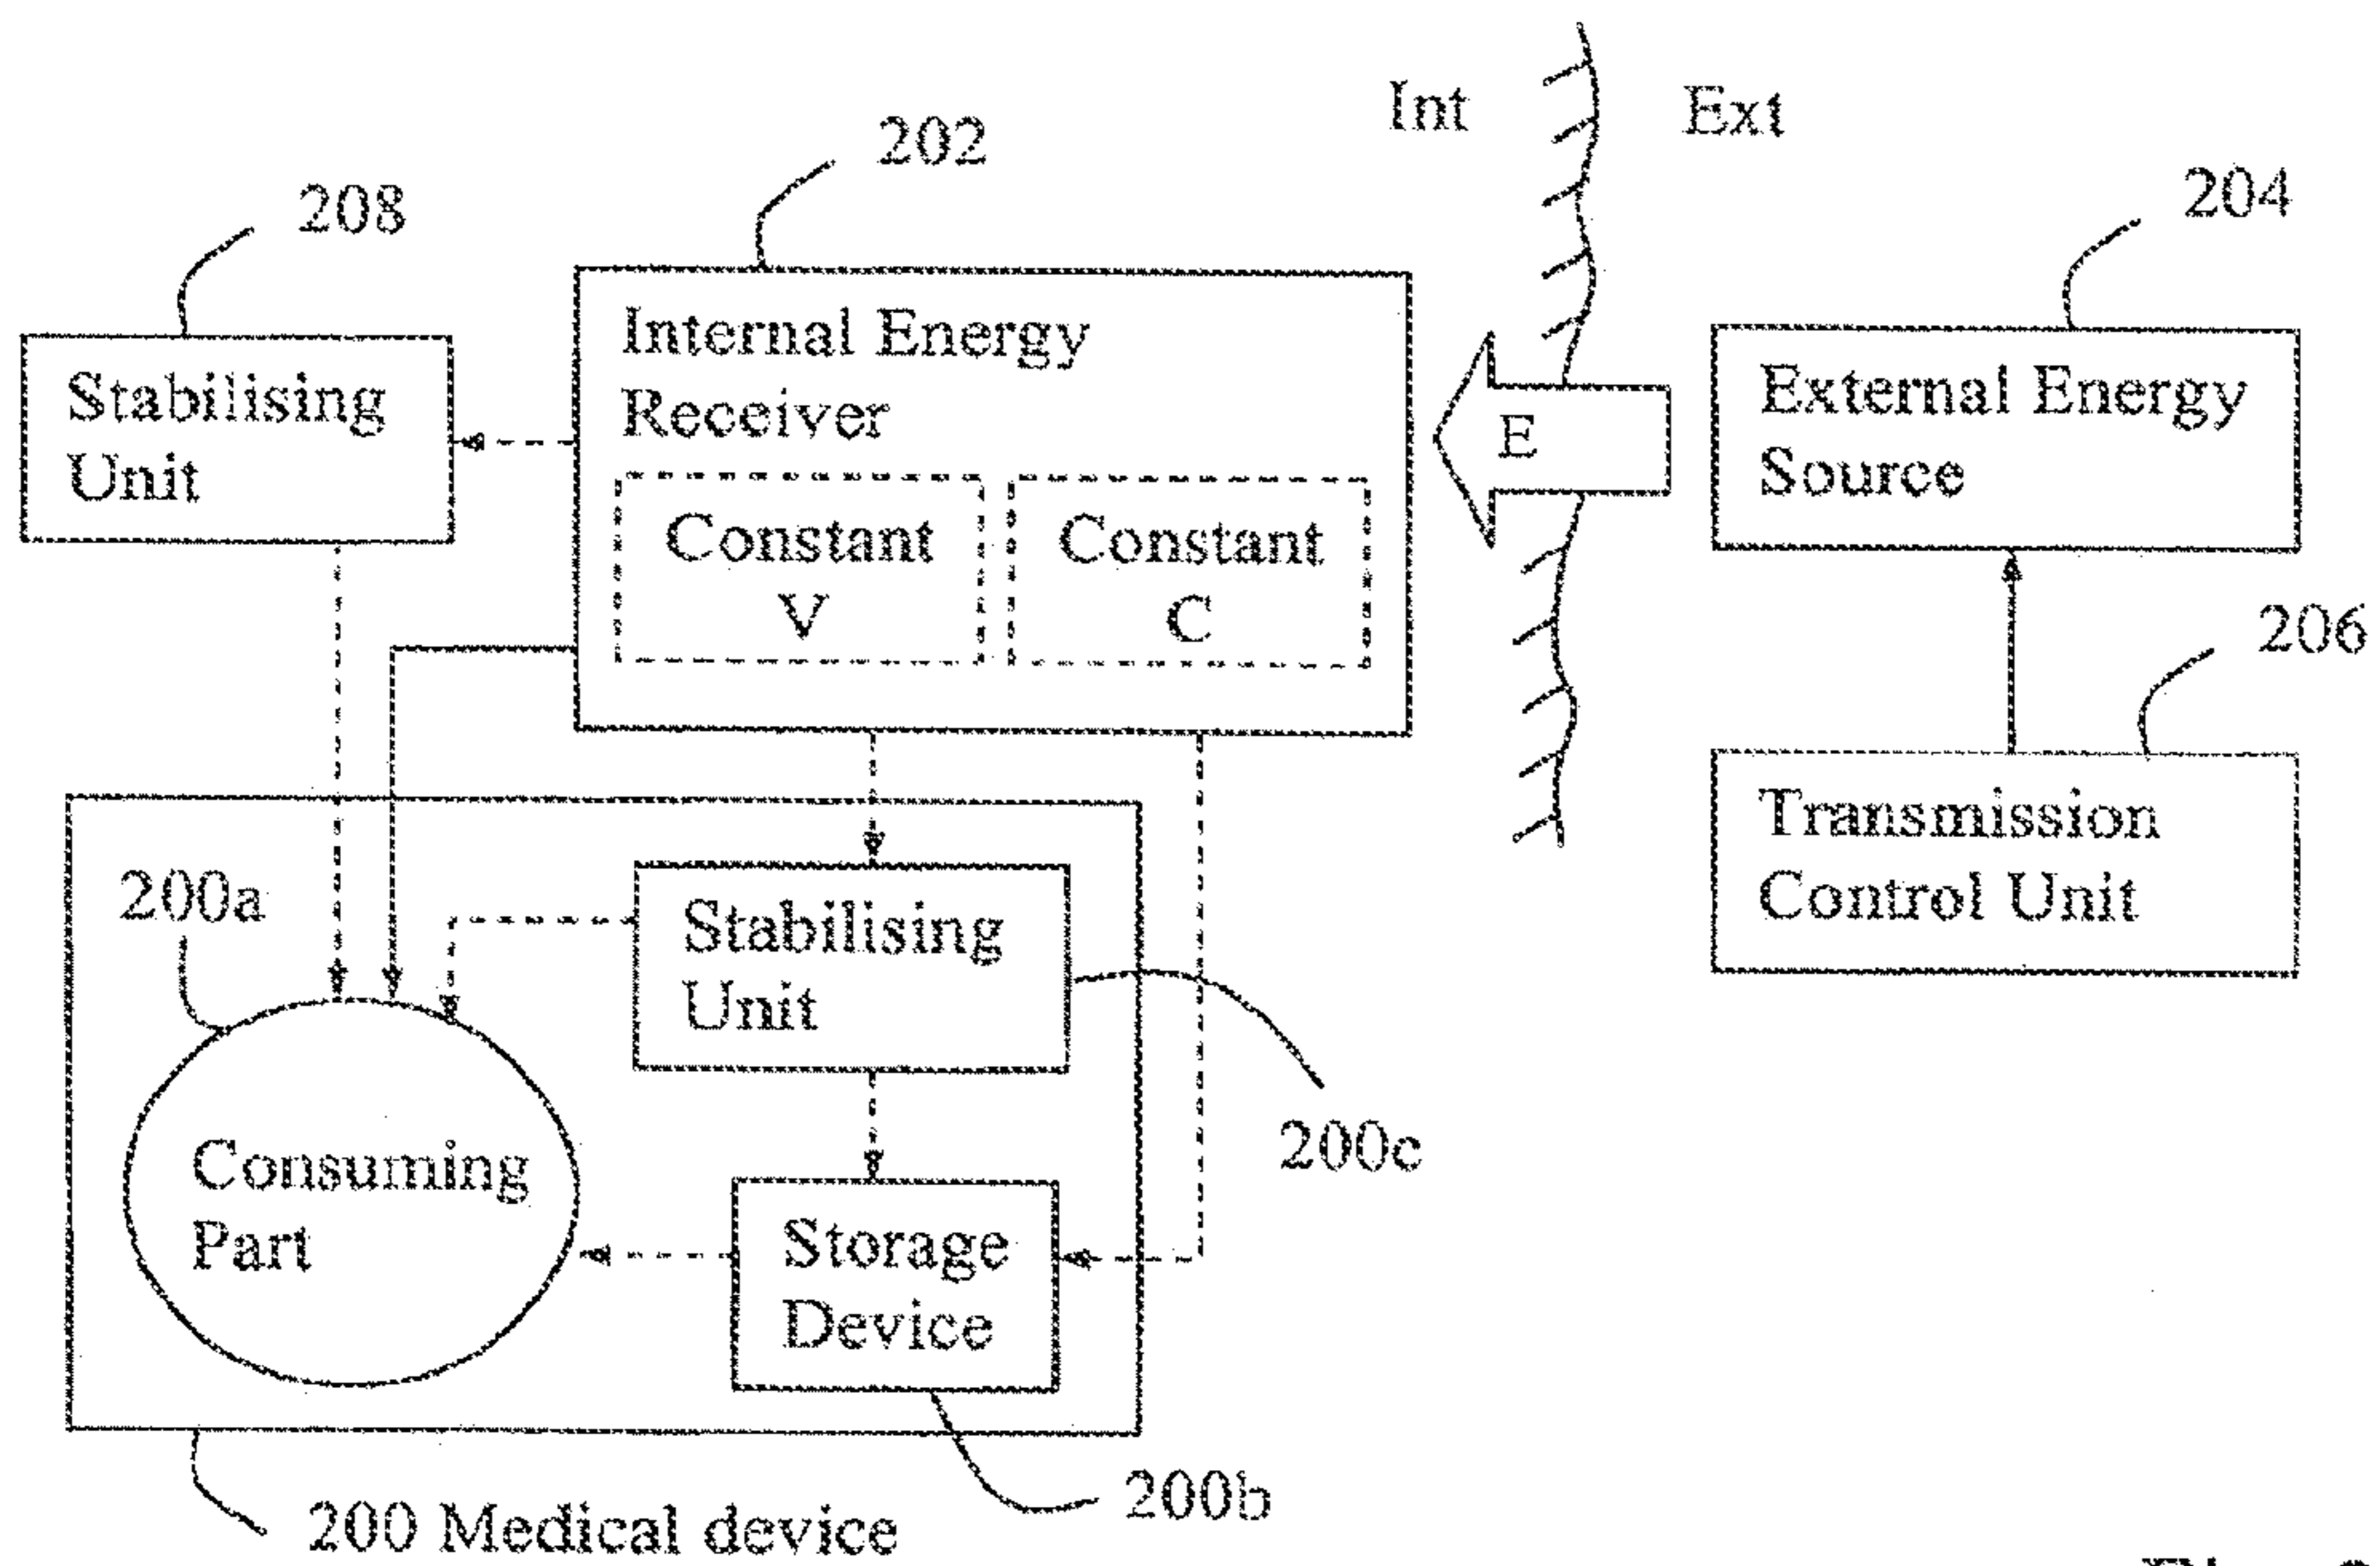 Int
Ext
202
208
204
Internal Energy
Receiver
Stabilising
Unit
E
External Energy
Source
Constant
V
Constant
C
206
Transmission
Control Unit
200a
Stabilising
Unit
200c
Consuming
Part
Storage
Device
200b
200 Medical device